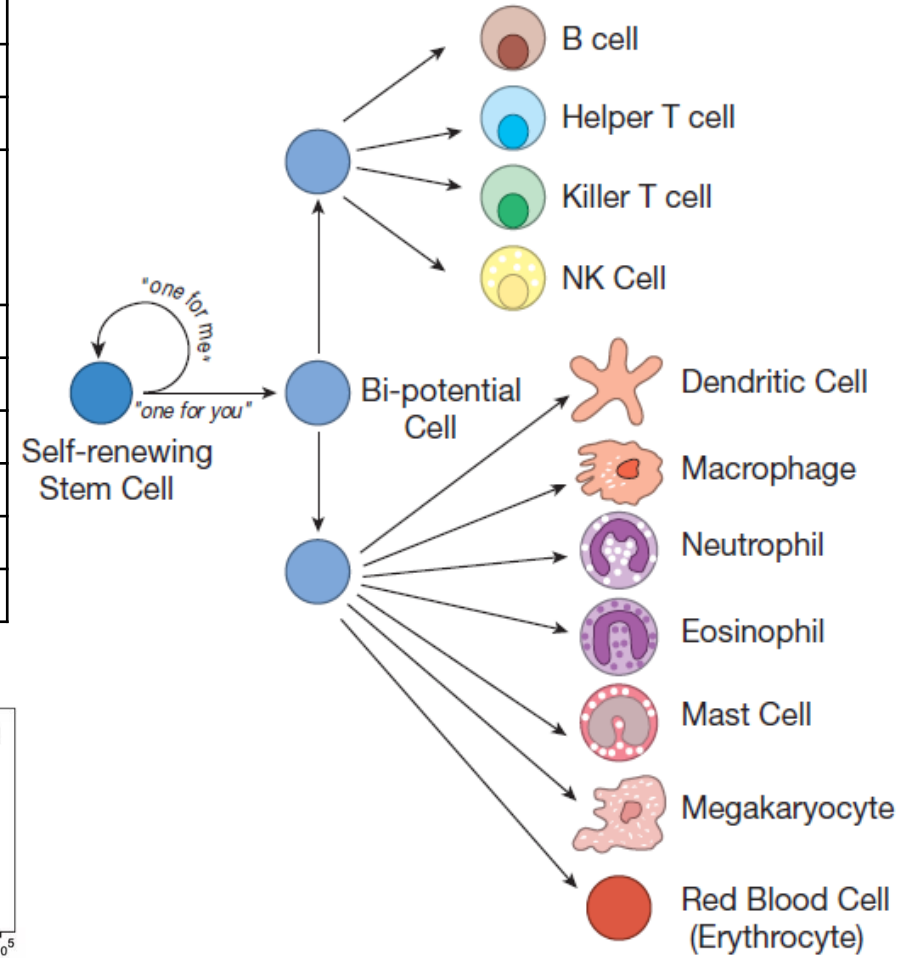 B cell
Helper T cell
Killer T cell
NK Cell
"one for me"
"one for you"
Self-renewing
Stem Cell
Bi-potential
Cell
Dendritic Cell
Macrophage
Neutrophil
Eosinophil
Mast Cell
Megakaryocyte
Red Blood Cell
(Erythrocyte)